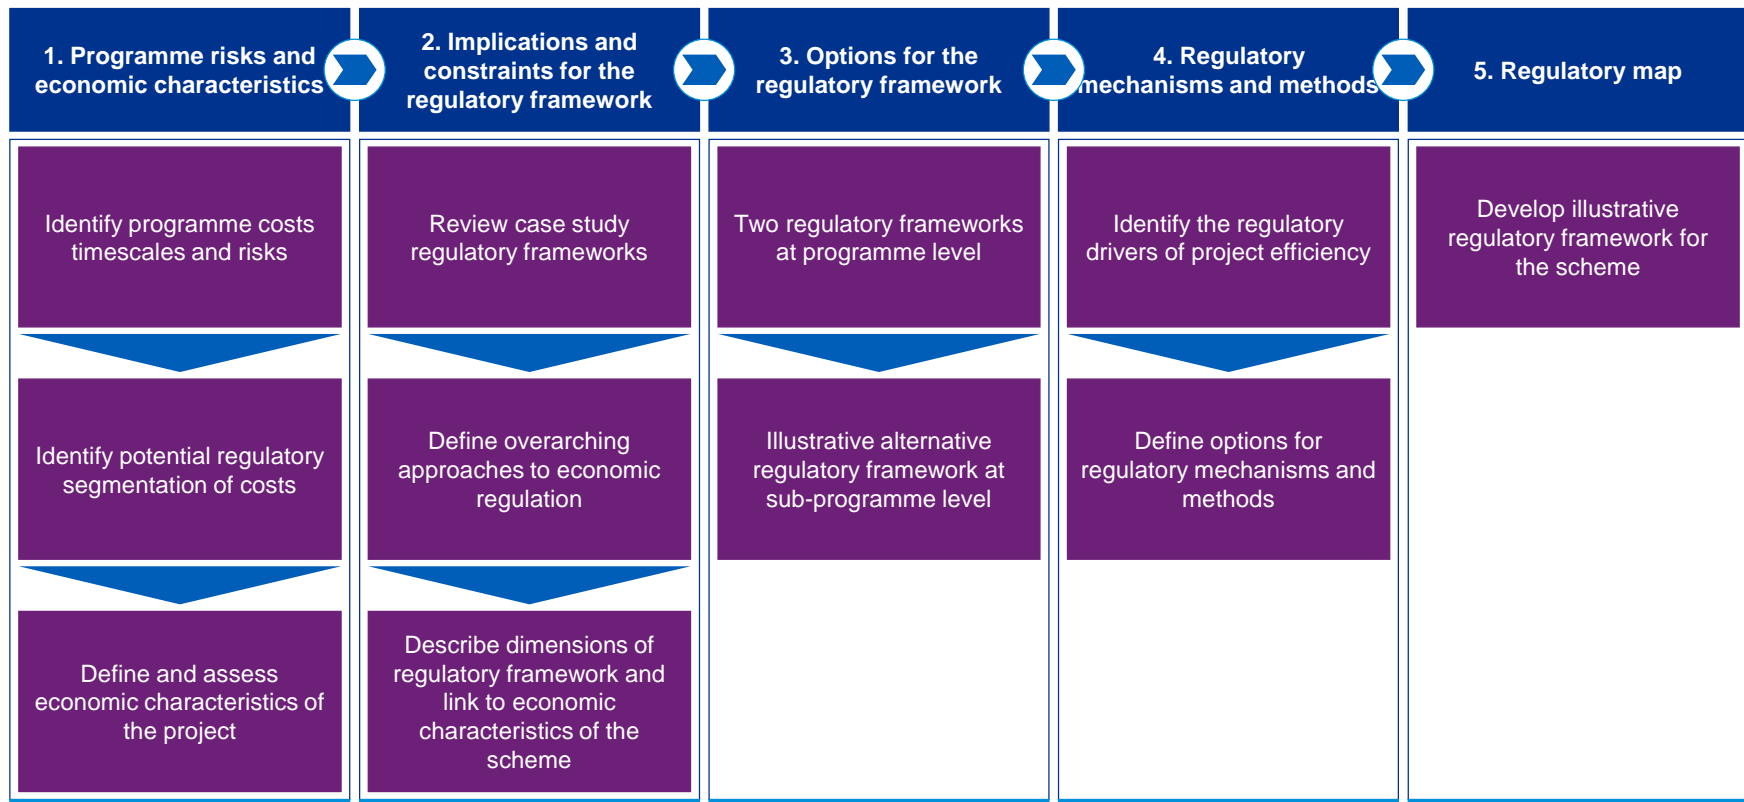 1. Programme risks and
economic characteristics
2. Implications and
constraints for the
regulatory framework
3. Options for the
regulatory framework
4. Regulatory
mechanisms and methods
5. Regulatory map
Identify programme costs
timescales and risks
Identify potential regulatory
segmentation of costs
Define and assess
economic characteristics of
the project
Review case study
regulatory frameworks
Define overarching
approaches to economic
regulation
Describe dimensions of
regulatory framework and
link to economic
characteristics of the
scheme
Two regulatory frameworks
at programme level
Illustrative alternative
regulatory framework at
sub-programme level
Identify the regulatory
drivers of project efficiency
Define options for
regulatory mechanisms and
methods
Develop illustrative
regulatory framework for
the scheme